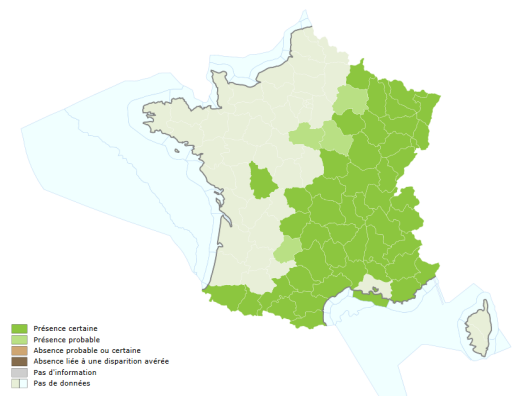 Présence certaine
Présence probable
Absence probable ou certaine
Absence liée à une disparition avérée
Pas d'information
Pas de données